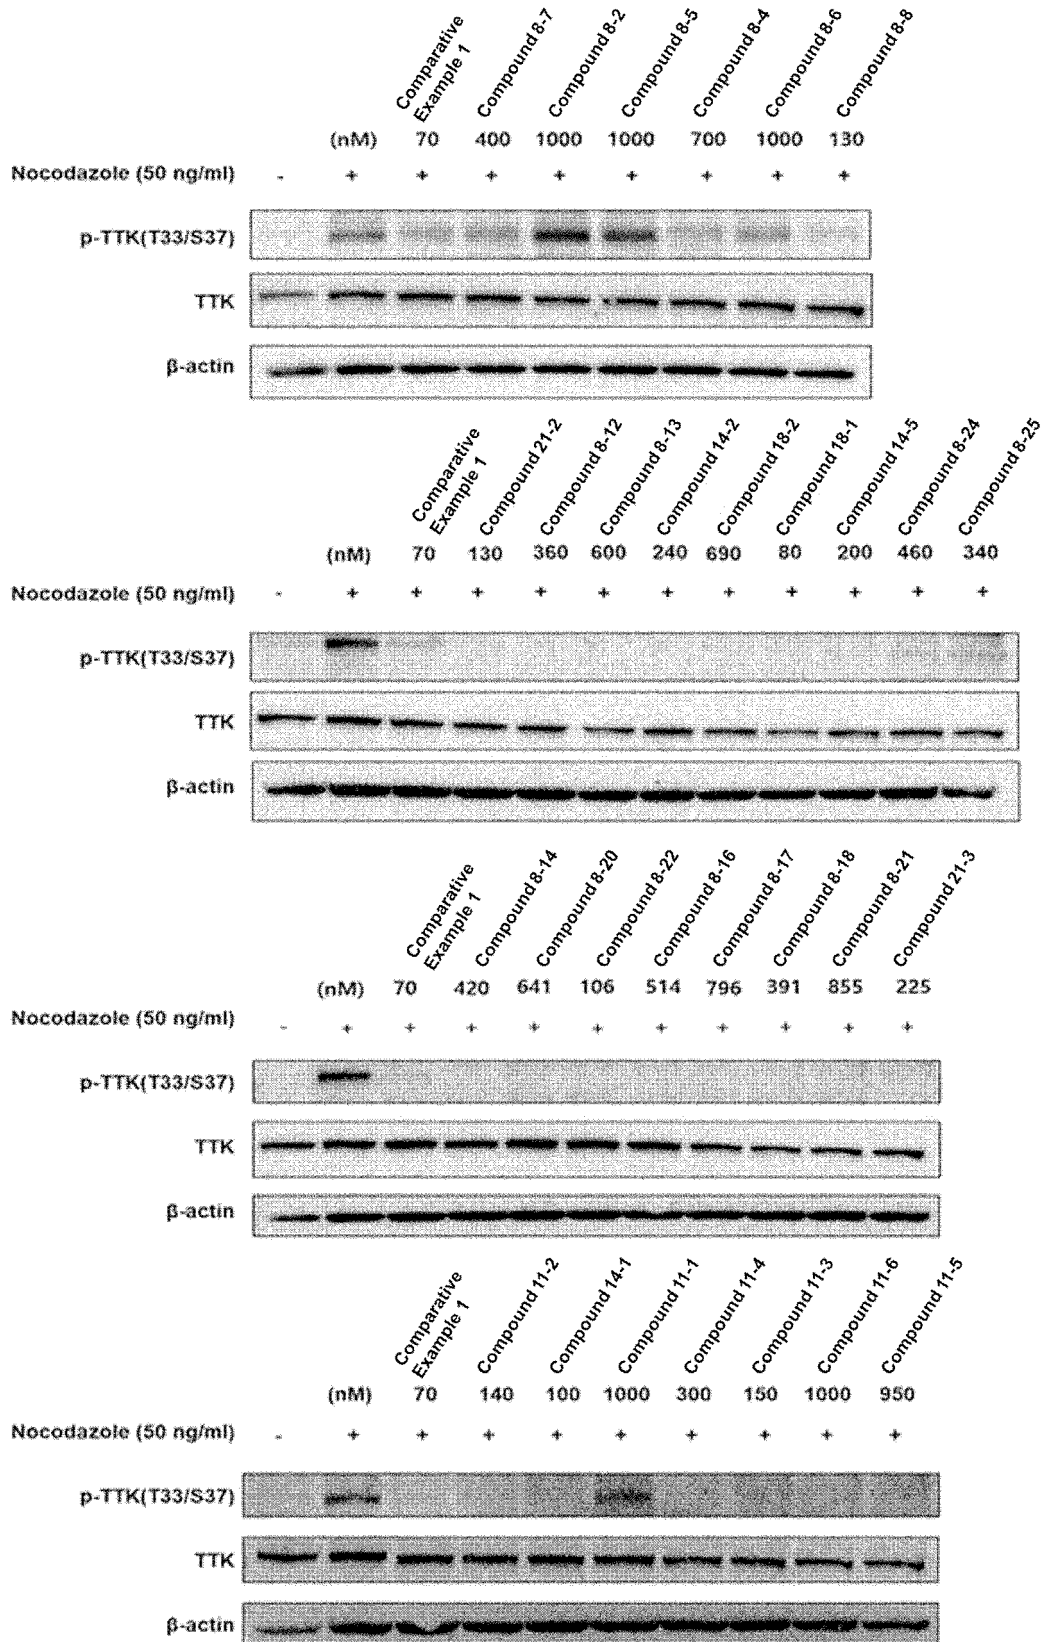 Comparative Example 1 Compound 8-7 Compound 8-2 Compound 8-5 Compound 8-4 Compound 8-6 Compound 8-8
(nM) 70 400 1000 1000 700 1000 130
Nocodazole (50 ng/ml) - + + + + + + + +
p-TTK(T33/S37)
TTK
β-actin
Comparative Example 1 Compound 21-2 Compound 8-12 Compound 8-13 Compound 14-2 Compound 18-2 Compound 18-1 Compound 14-5 Compound 8-24 Compound 8-25
(nM) 70 130 360 600 240 690 80 200 460 340
Nocodazole (50 ng/ml) - + + + + + + + + + + +
p-TTK(T33/S37)
TTK
β-actin
Comparative Example 1 Compound 8-14 Compound 8-20 Compound 8-22 Compound 8-16 Compound 8-17 Compound 8-18 Compound 8-21 Compound 21-3
(nM) 70 420 641 106 514 796 391 855 225
Nocodazole (50 ng/ml) - + + + + + + + + + +
p-TTK(T33/S37)
TTK
β-actin
Comparative Example 1 Compound 11-2 Compound 14-1 Compound 11-1 Compound 11-4 Compound 11-3 Compound 11-6 Compound 11-5
(nM) 70 140 100 1000 300 150 1000 950
Nocodazole (50 ng/ml) - + + + + + + + + +
p-TTK(T33/S37)
TTK
β-actin